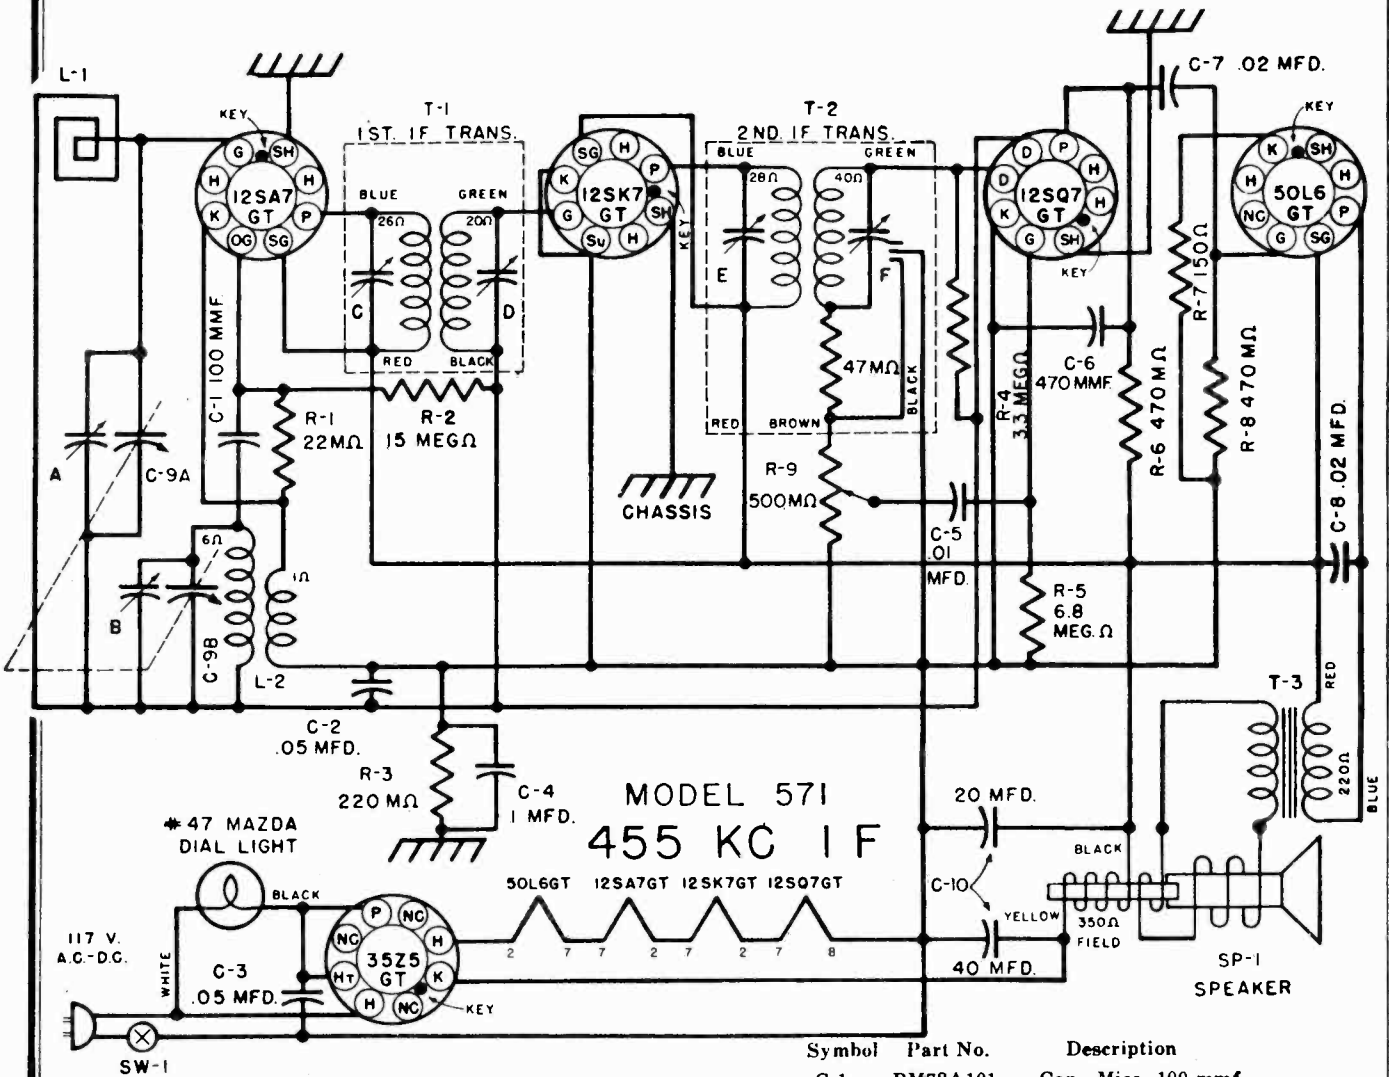 L-1
KEY
G
SH
H
H
12SA7
GT
K
P
OG
SG
T-1
1ST. IF TRANS.
BLUE
GREEN
26Ω
20Ω
C
D
RED
BLACK
SG
H
K
P
12SK7
GT
G
SH
Su
H
KEY
T-2
2ND. IF TRANS.
BLUE
GREEN
28Ω
40Ω
E
F
47MΩ
BLACK
RED
BROWN
D
P
D
H
12SQ7
GT
K
H
G
SH
KEY
C-7 .02 MFD.
KEY
K
SH
H
H
50L6
GT
NC
P
G
SG
R-7 150Ω
R-8 470 MΩ
C-6
470 MMF.
R-6 470 MΩ
R-4
3.3 MEGΩ
C-8 .02 MFD.
C-1 100 MMF.
R-1
22MΩ
R-2
15 MEGΩ
A
C-9A
B
C-9B
6Ω
1Ω
L-2
CHASSIS
R-9
500MΩ
C-5
.01
MFD.
R-5
6.8
MEG.Ω
C-2
.05 MFD.
R-3
220 MΩ
C-4
1 MFD.
T-3
RED
220Ω
BLUE
MODEL 571
455 KC IF
#47 MAZDA
DIAL LIGHT
BLACK
117 V.
A.C.-D.C.
WHITE
C-3
.05 MFD.
SW-1
P
NC
NC
H
35Z5
GT
HT
K
H
NC
KEY
50L6GT 12SA7GT 12SK7GT 12SQ7GT
2 7 7 2 7 2 7 8
20 MFD.
C-10
40 MFD.
BLACK
YELLOW
350Ω
FIELD
SP-1
SPEAKER
Symbol Part No. Description